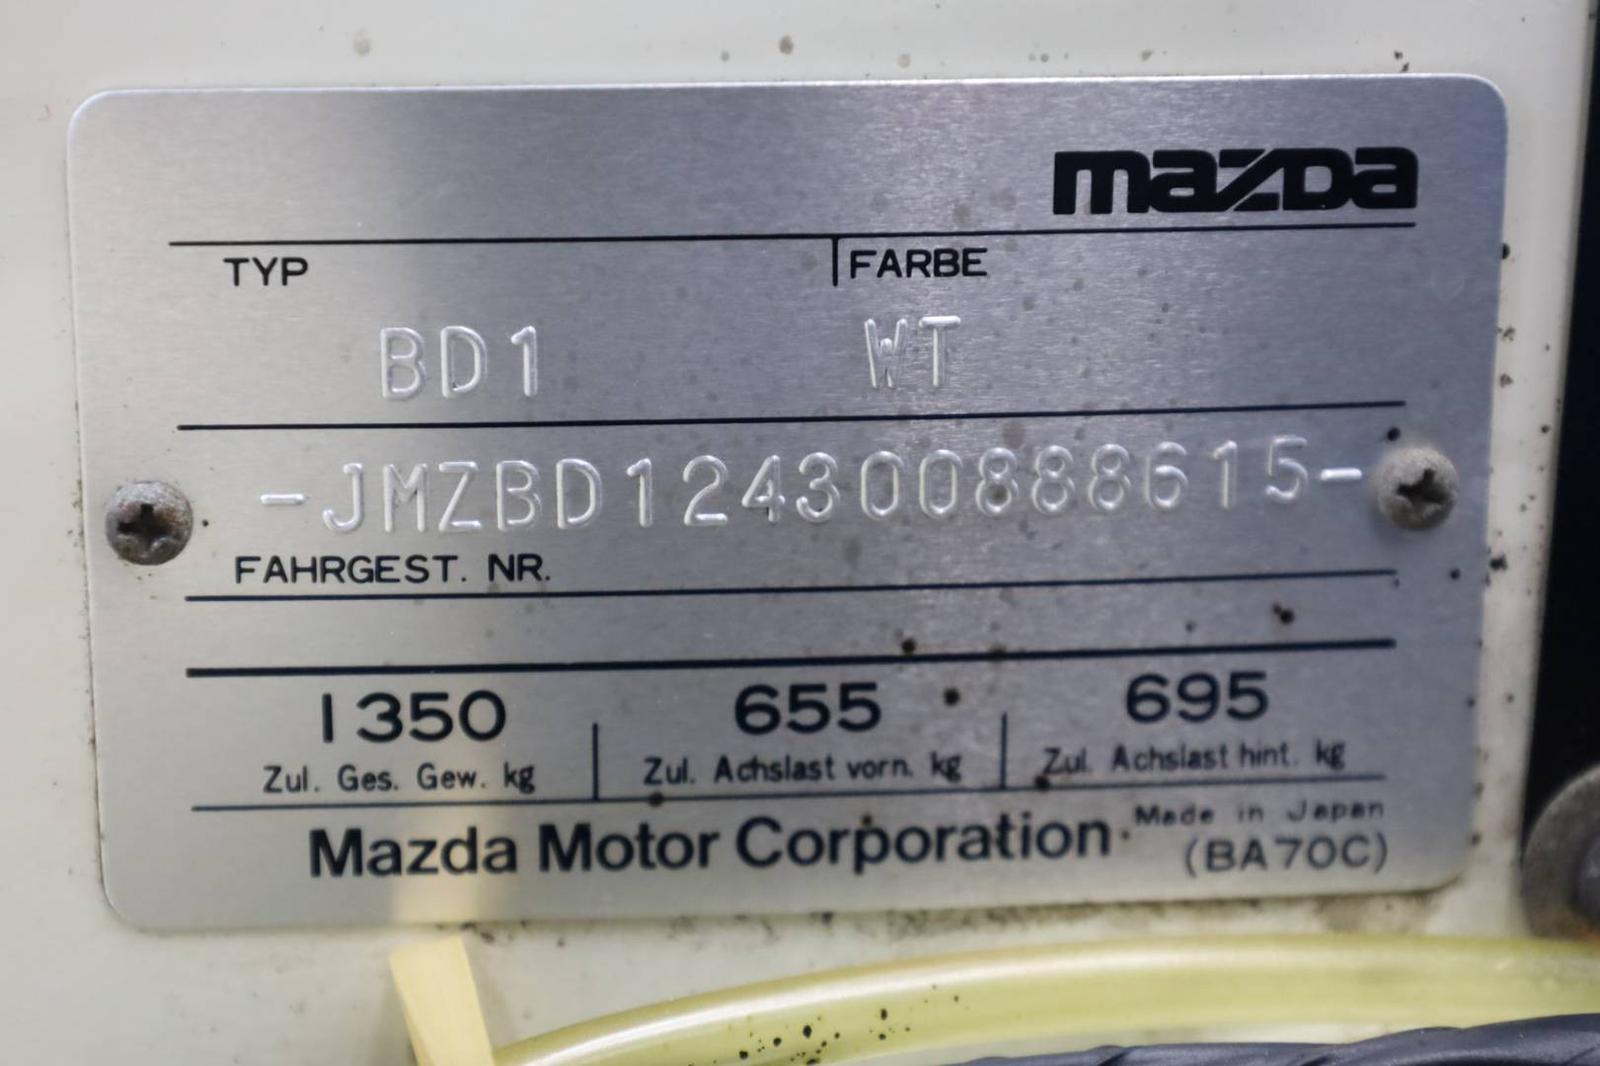 mazda
TYP FARBE
BD1 WT
-JMZBD124300888615-
FAHRGEST. NR.
1350 655 695
Zul. Ges. Gew. kg Zul. Achslast vorn. kg Zul. Achslast hint. kg
Mazda Motor Corporation Made in Japan
(BA70C)